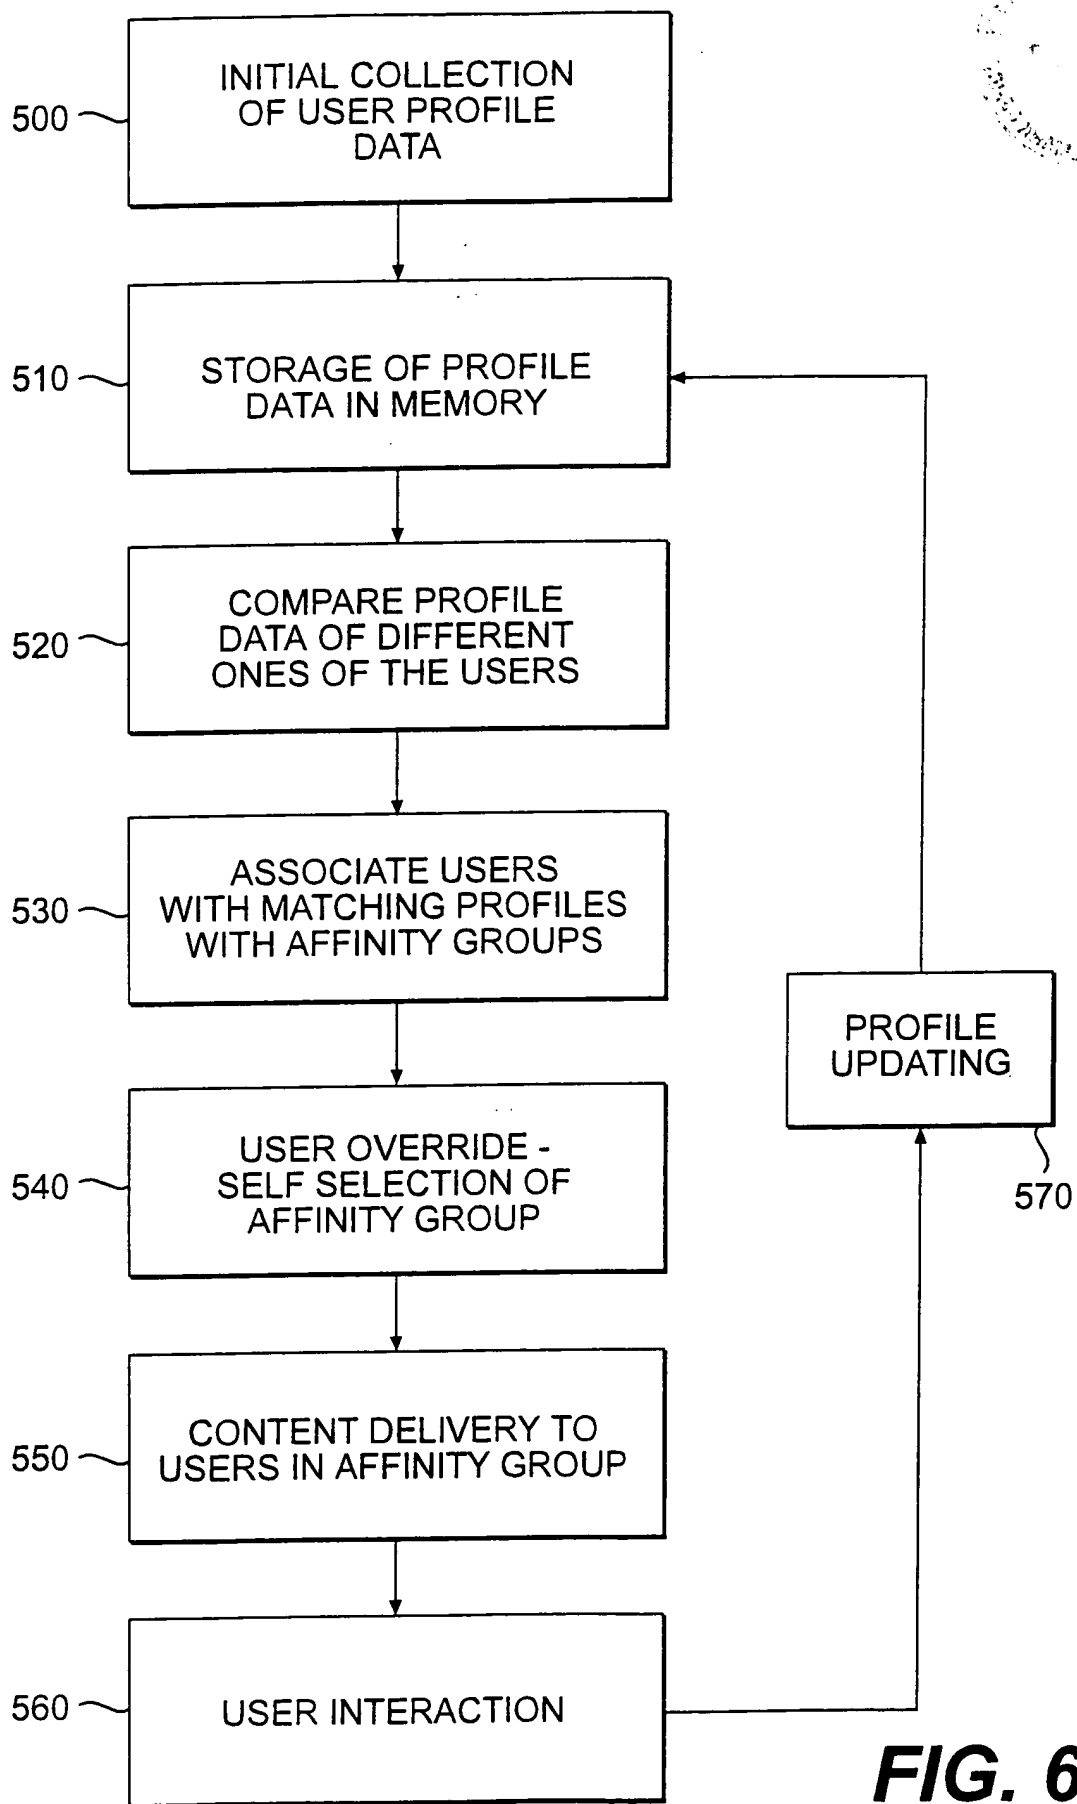 INITIAL COLLECTION
OF USER PROFILE
DATA
500
STORAGE OF PROFILE
DATA IN MEMORY
510
COMPARE PROFILE
DATA OF DIFFERENT
ONES OF THE USERS
520
ASSOCIATE USERS
WITH MATCHING PROFILES
WITH AFFINITY GROUPS
530
PROFILE
UPDATING
570
USER OVERRIDE -
SELF SELECTION OF
AFFINITY GROUP
540
CONTENT DELIVERY TO
USERS IN AFFINITY GROUP
550
USER INTERACTION
560
FIG. 6